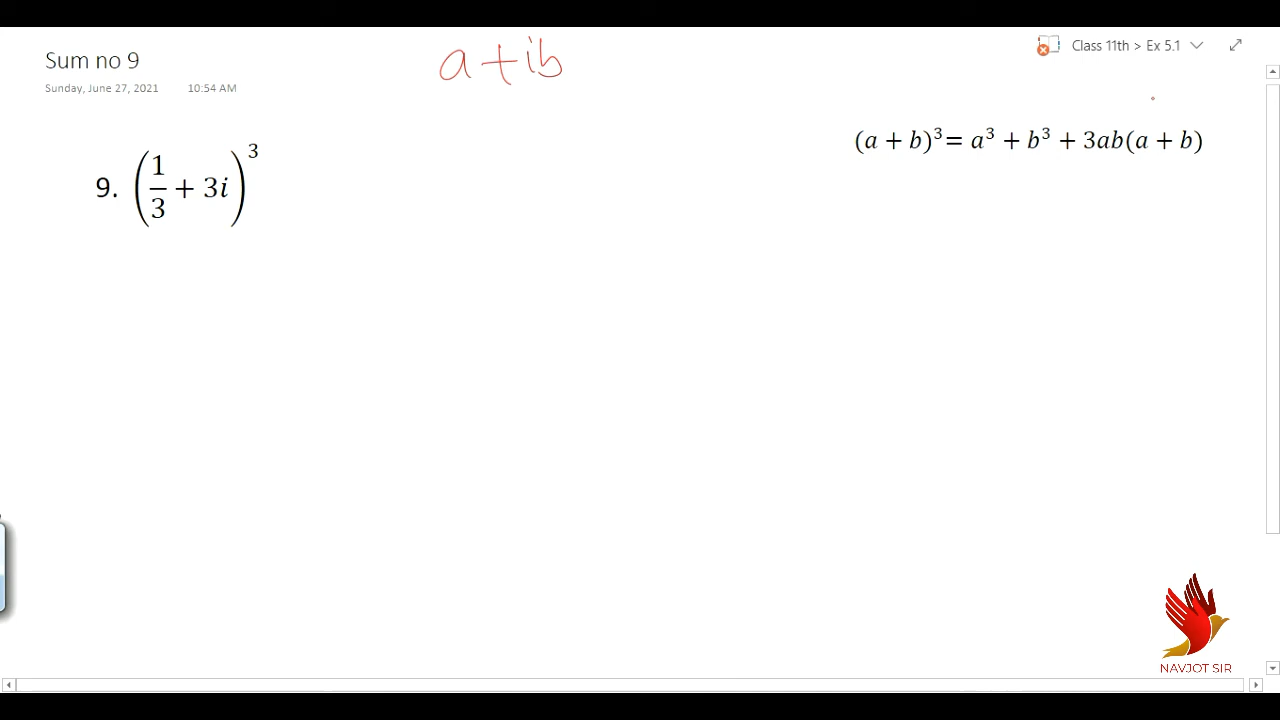 Sum no 9
Sunday, June 27, 2021 10:54 AM
a + ib
Class 11th > Ex 5.1
(a + b)³= a³ + b³ + 3ab(a + b)
9. (1/3 + 3i)³
NAVJOT SIR